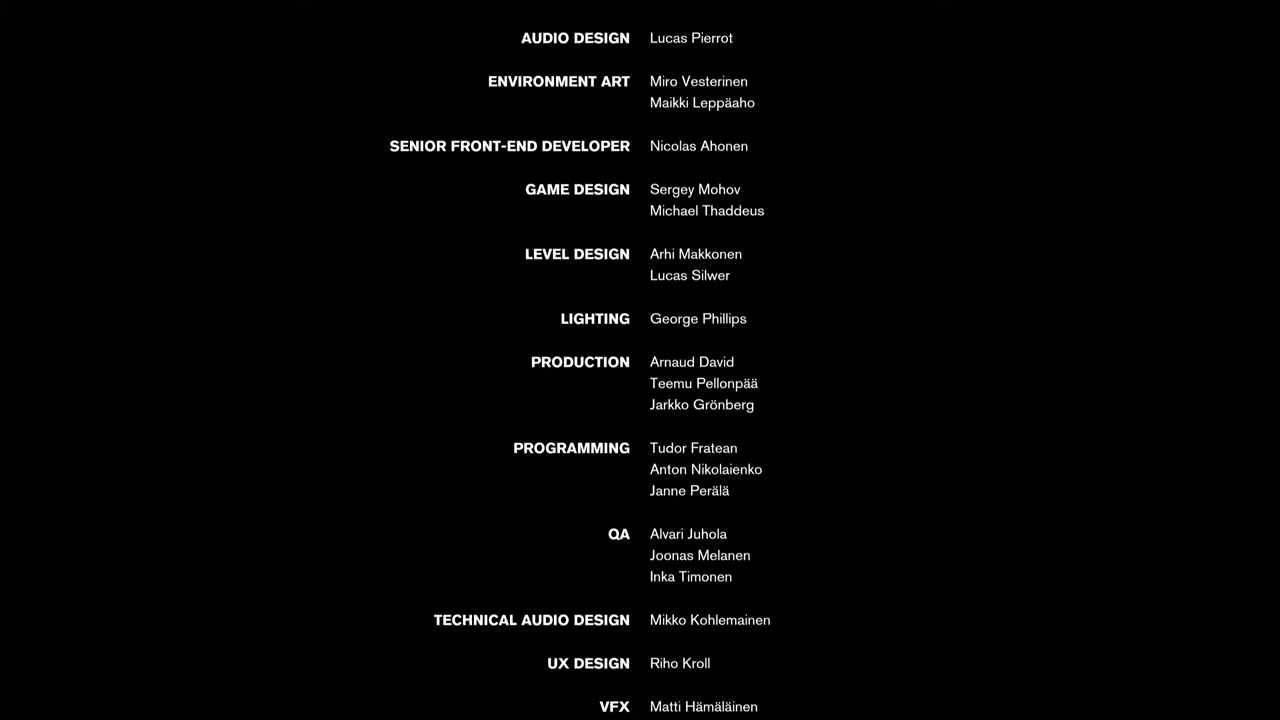 AUDIO DESIGN Lucas Pierrot
ENVIRONMENT ART Miro Vesterinen
Maikki Leppäaho
SENIOR FRONT-END DEVELOPER Nicolas Ahonen
GAME DESIGN Sergey Mohov
Michael Thaddeus
LEVEL DESIGN Arhi Makkonen
Lucas Silwer
LIGHTING George Phillips
PRODUCTION Arnaud David
Teemu Pellonpää
Jarkko Grönberg
PROGRAMMING Tudor Fratean
Anton Nikolaienko
Janne Perälä
QA Alvari Juhola
Joonas Melanen
Inka Timonen
TECHNICAL AUDIO DESIGN Mikko Kohlemainen
UX DESIGN Riho Kroll
VFX Matti Hämäläinen